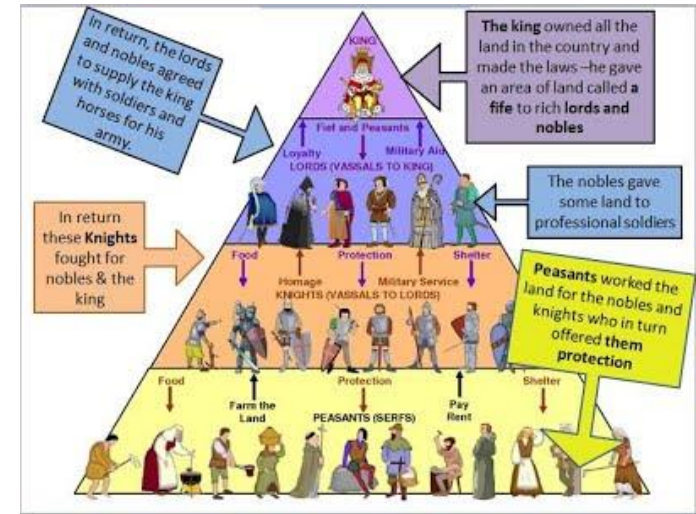 In return, the lords
and nobles agreed
to supply the king
with soldiers and
horses for his
army.
KING
The king owned all the
land in the country and
made the laws –he gave
an area of land called a
fife to rich lords and
nobles
Fief and Peasants
Loyalty
Military Aid
LORDS (VASSALS TO KING)
The nobles gave
some land to
professional soldiers
In return
these Knights
fought for
nobles & the
king
Food
Protection
Shelter
Homage
Military Service
KNIGHTS (VASSALS TO LORDS)
Peasants worked the
land for the nobles and
knights who in turn
offered them
protection
Food
Protection
Shelter
Farm the
Land
Pay
Rent
PEASANTS (SERFS)